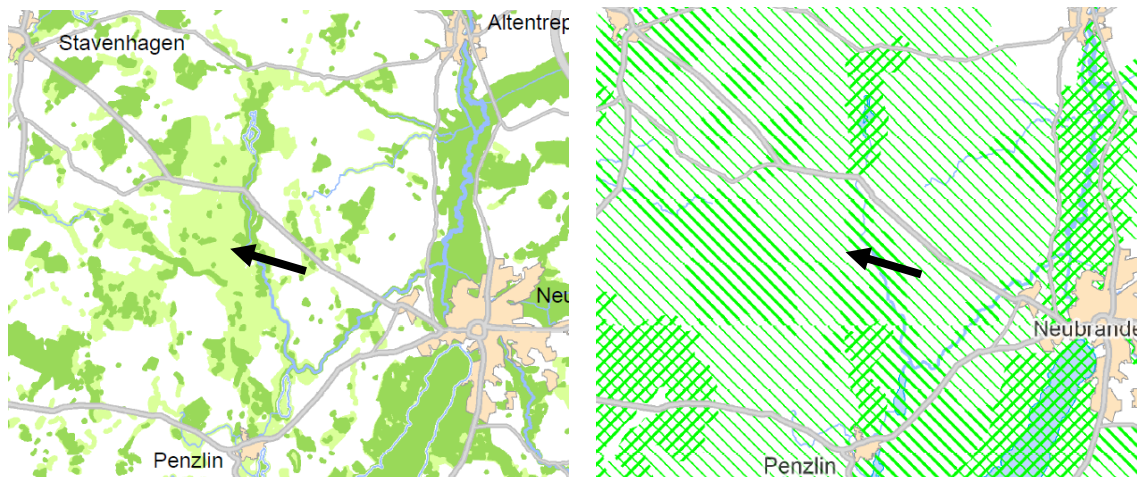 Altentrep
Stavenhagen
Neu
Penzlin
Neubrande
Penzlin